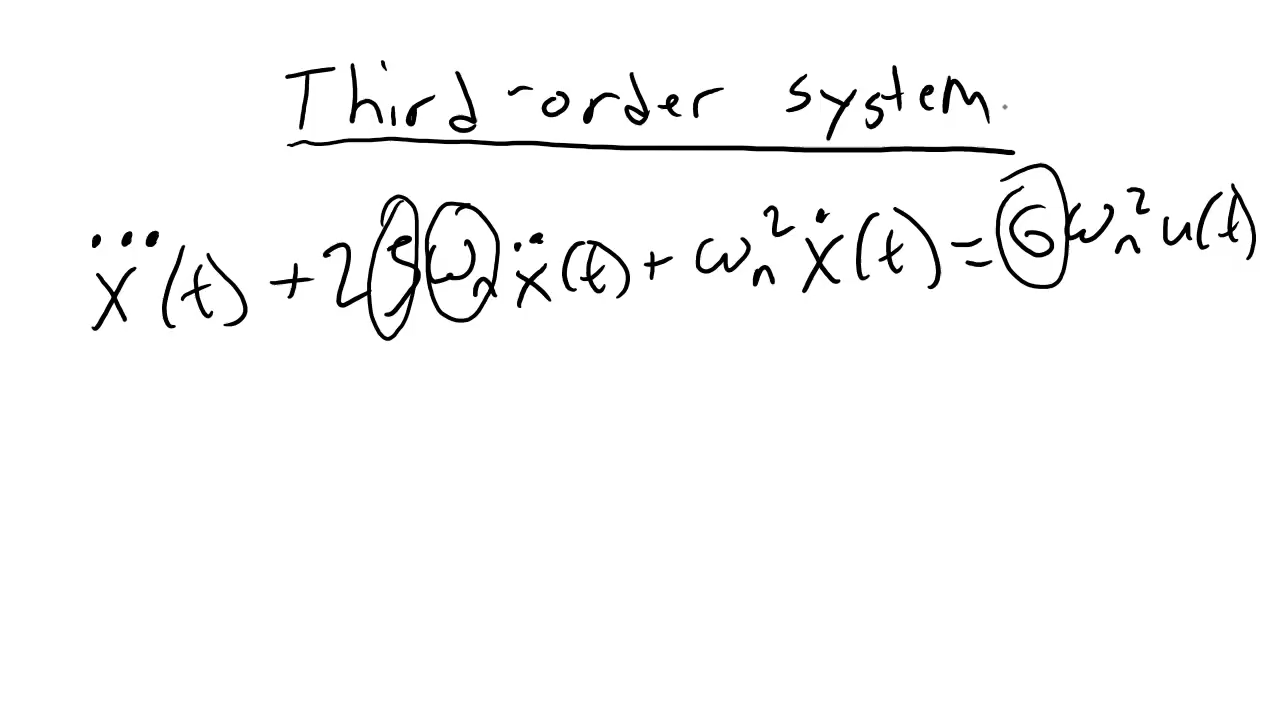 Third-order system.
x⃛(t) + 2ζωₙẍ(t) + ωₙ²ẋ(t) = Gωₙ²u(t)